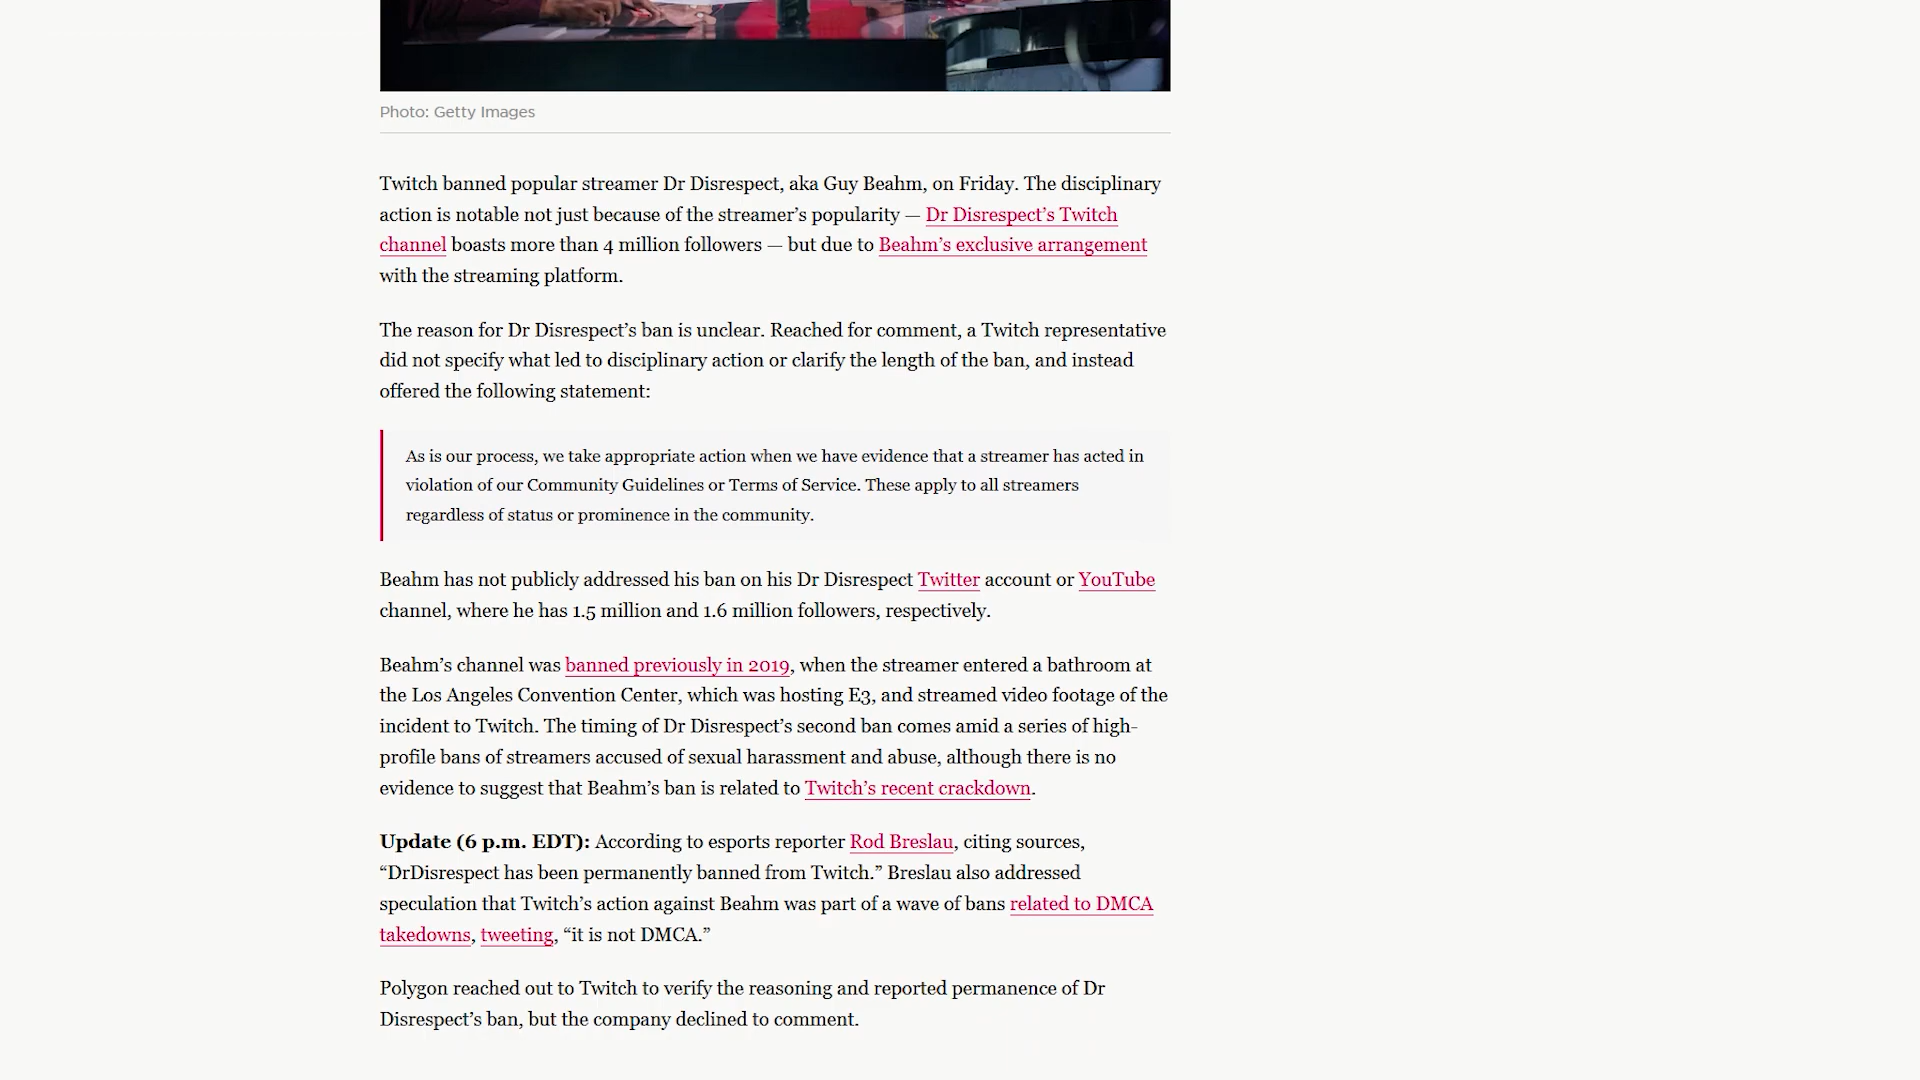 Photo: Getty Images
Twitch banned popular streamer Dr Disrespect, aka Guy Beahm, on Friday. The disciplinary
action is notable not just because of the streamer’s popularity — Dr Disrespect’s Twitch
channel boasts more than 4 million followers — but due to Beahm’s exclusive arrangement
with the streaming platform.
The reason for Dr Disrespect’s ban is unclear. Reached for comment, a Twitch representative
did not specify what led to disciplinary action or clarify the length of the ban, and instead
offered the following statement:
As is our process, we take appropriate action when we have evidence that a streamer has acted in
violation of our Community Guidelines or Terms of Service. These apply to all streamers
regardless of status or prominence in the community.
Beahm has not publicly addressed his ban on his Dr Disrespect Twitter account or YouTube
channel, where he has 1.5 million and 1.6 million followers, respectively.
Beahm’s channel was banned previously in 2019, when the streamer entered a bathroom at
the Los Angeles Convention Center, which was hosting E3, and streamed video footage of the
incident to Twitch. The timing of Dr Disrespect’s second ban comes amid a series of high-
profile bans of streamers accused of sexual harassment and abuse, although there is no
evidence to suggest that Beahm’s ban is related to Twitch’s recent crackdown.
Update (6 p.m. EDT): According to esports reporter Rod Breslau, citing sources,
“DrDisrespect has been permanently banned from Twitch.” Breslau also addressed
speculation that Twitch’s action against Beahm was part of a wave of bans related to DMCA
takedowns, tweeting, “it is not DMCA.”
Polygon reached out to Twitch to verify the reasoning and reported permanence of Dr
Disrespect’s ban, but the company declined to comment.